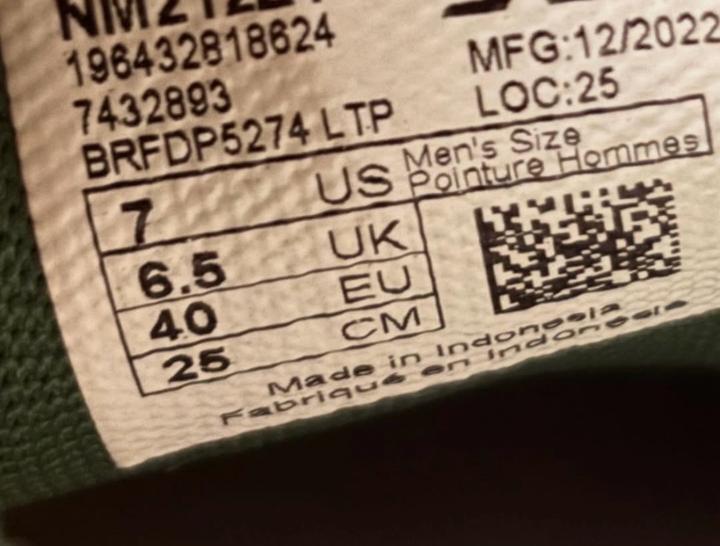 196432818624
MFG:12/2022
7432893
LOC:25
BRFDP5274 LTP
7 US Men's Size
Pointure Hommes
6.5 UK
40 EU
25 CM
Made in Indonesia
Fabriqué en Indonésie